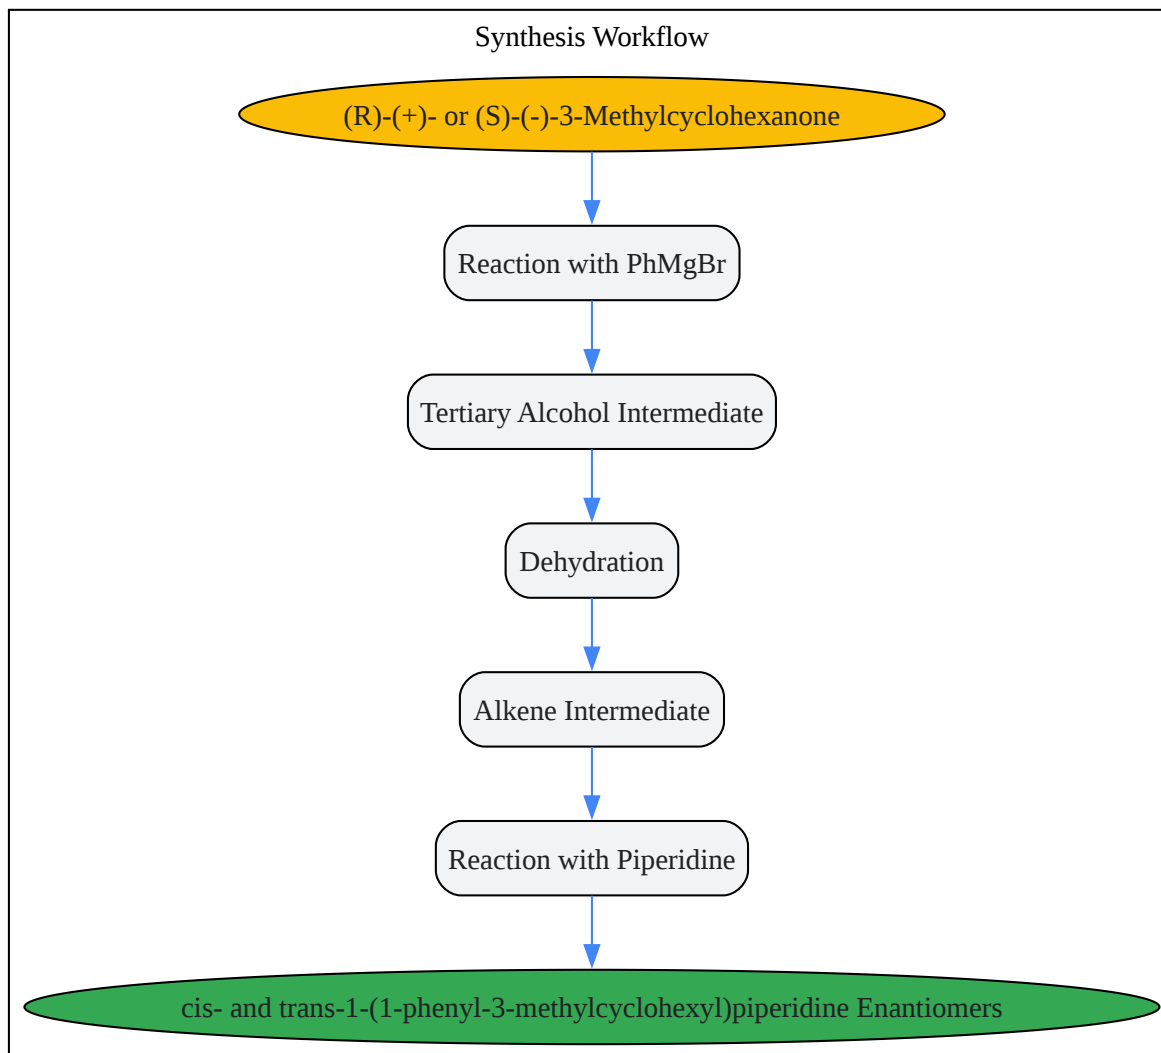 Synthesis Workflow
(R)-(+)- or (S)-(-)-3-Methylcyclohexanone
Reaction with PhMgBr
Tertiary Alcohol Intermediate
Dehydration
Alkene Intermediate
Reaction with Piperidine
cis- and trans-1-(1-phenyl-3-methylcyclohexyl)piperidine Enantiomers